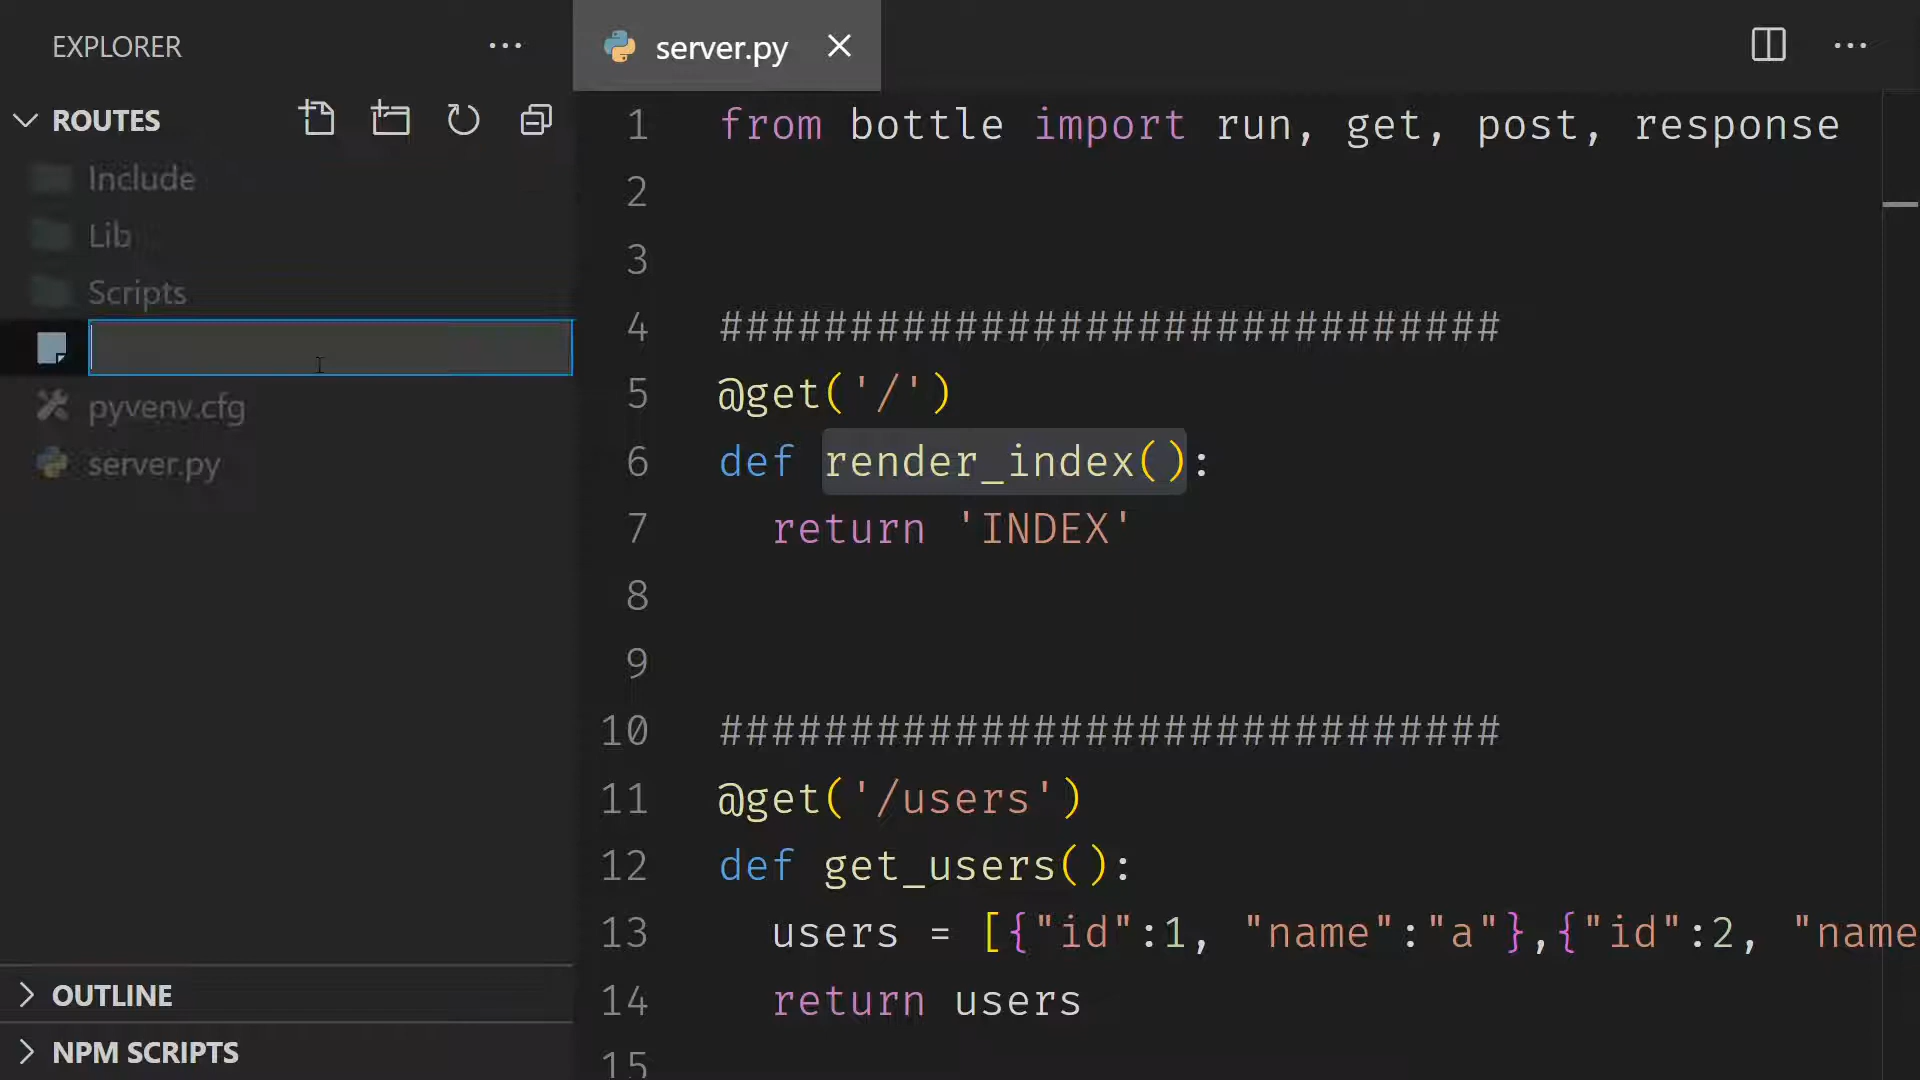 EXPLORER
ROUTES
Include
Lib
Scripts
pyvenv.cfg
server.py
OUTLINE
NPM SCRIPTS
server.py
1 from bottle import run, get, post, response
2
3
4 ##############################
5 @get('/')
6 def render_index():
7 return 'INDEX'
8
9
10 ##############################
11 @get('/users')
12 def get_users():
13 users = [{"id":1, "name":"a"},{"id":2, "name
14 return users
15